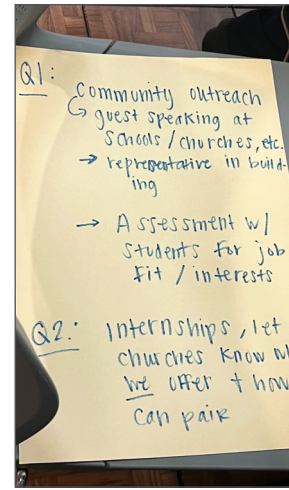 Q1:
Community outreach
↳ guest speaking at
schools / churches, etc.
→ representative in build-
ing
→ Assessment w/
students for job
fit / interests
Q2: Internships, let
churches know
we offer + how
can pair